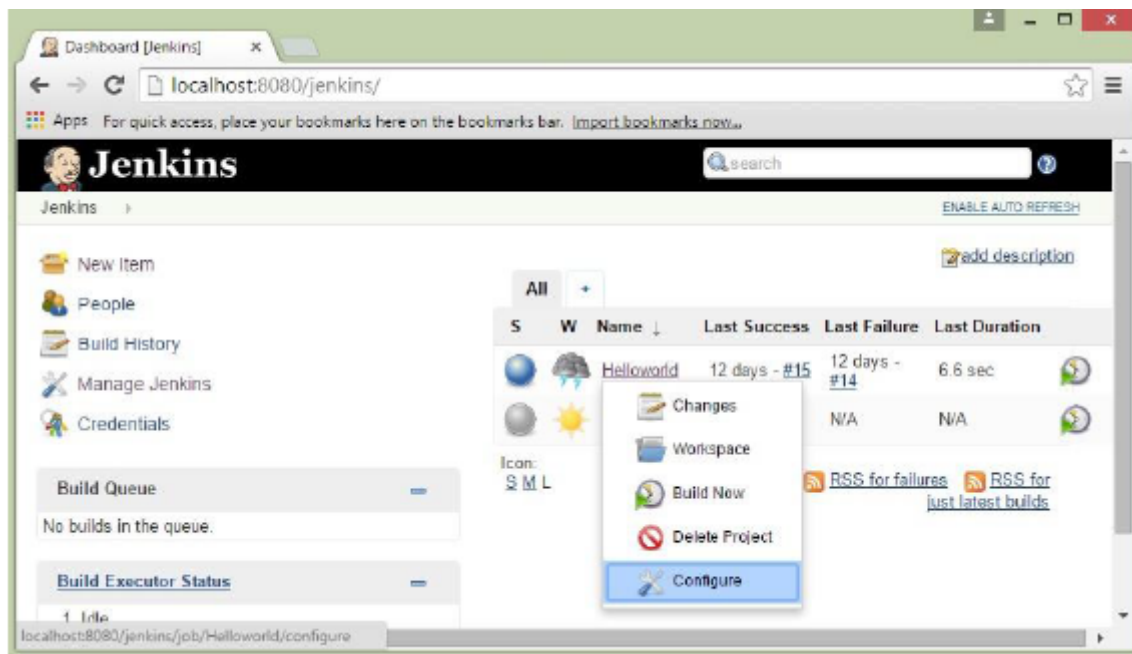 Dashboard [Jenkins]
localhost:8080/jenkins/
Apps For quick access, place your bookmarks here on the bookmarks bar. Import bookmarks now...
Jenkins
search
Jenkins
ENABLE AUTO REFRESH
New Item
People
Build History
Manage Jenkins
Credentials
Build Queue
No builds in the queue.
Build Executor Status
1 Idle
add description
All +
S W Name ↓ Last Success Last Failure Last Duration
Helloworld 12 days - #15 12 days - #14 6.6 sec
N/A N/A
Changes
Workspace
Build Now
Delete Project
Configure
Icon:
S M L
RSS for failures RSS for
just latest builds
localhost:8080/jenkins/job/Helloworld/configure